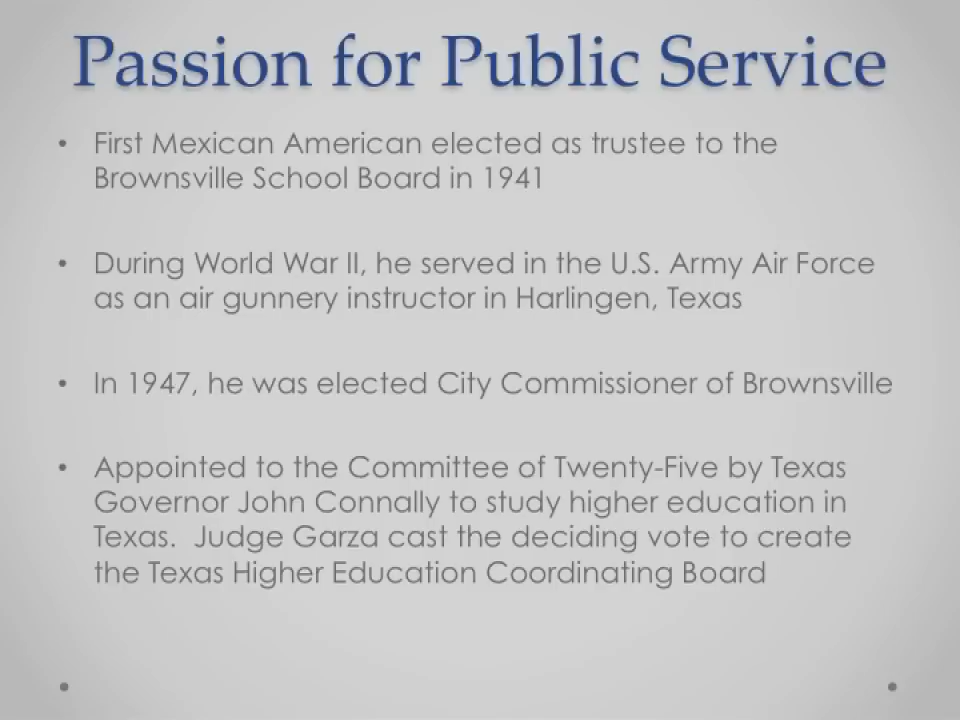 Passion for Public Service
• First Mexican American elected as trustee to the
Brownsville School Board in 1941
• During World War II, he served in the U.S. Army Air Force
as an air gunnery instructor in Harlingen, Texas
• In 1947, he was elected City Commissioner of Brownsville
• Appointed to the Committee of Twenty-Five by Texas
Governor John Connally to study higher education in
Texas.  Judge Garza cast the deciding vote to create
the Texas Higher Education Coordinating Board